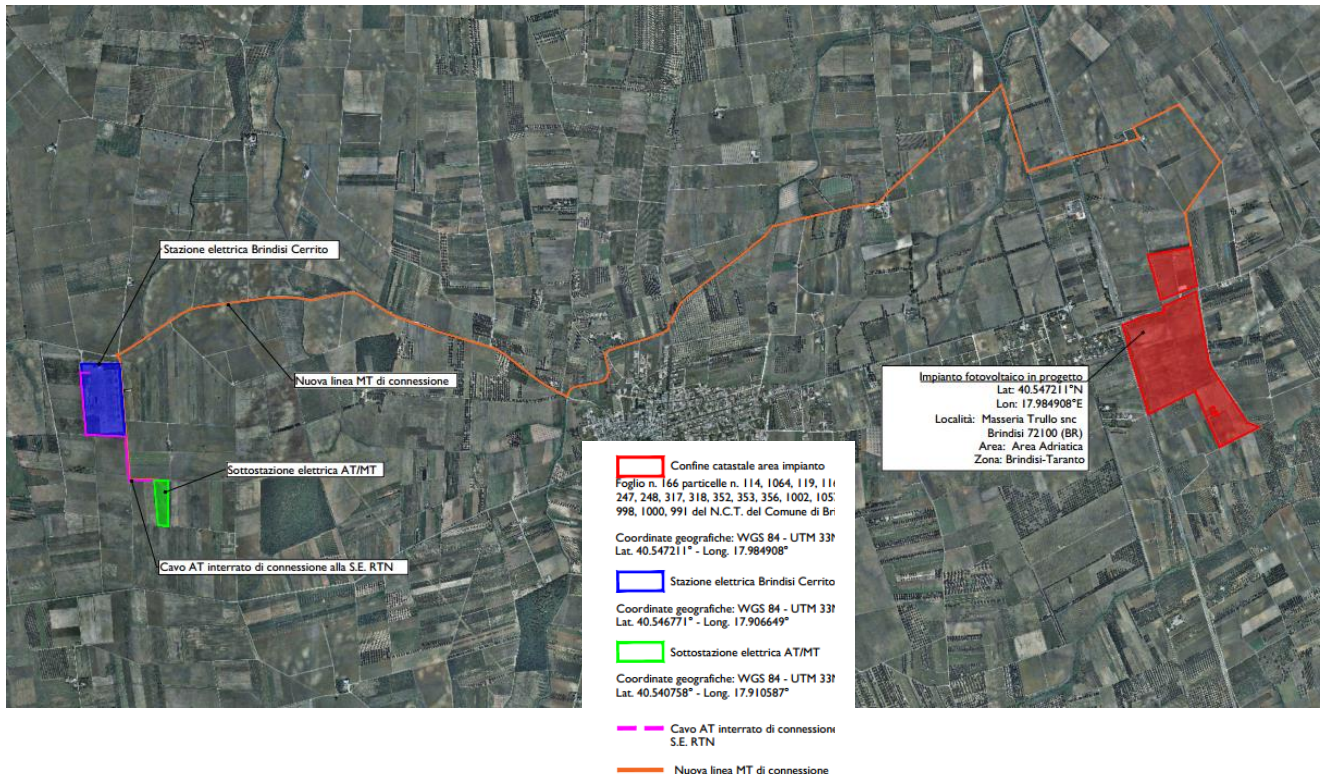 Stazione elettrica Brindisi Cerrito
Nuova linea MT di connessione
Sottostazione elettrica AT/MT
Cavo AT interrato di connessione alla S.E. RTN
Impianto fotovoltaico in progetto
Lat: 40.547211°N
Lon: 17.984908°E
Località: Masseria Trullo snc
Brindisi 72100 (BR)
Area: Area Adriatica
Zona: Brindisi-Taranto
Confine catastale area impianto
Foglio n. 166 particelle n. 114, 1064, 119,
247, 248, 317, 318, 352, 353, 356, 1002,
998, 1000, 991 del N.C.T. del Comune di
Coordinate geografiche: WGS 84 - UTM
Lat. 40.547211° - Long. 17.984908°
Stazione elettrica Brindisi Cerrito
Coordinate geografiche: WGS 84 - UTM
Lat. 40.546771° - Long. 17.906649°
Sottostazione elettrica AT/MT
Coordinate geografiche: WGS 84 - UTM
Lat. 40.540758° - Long. 17.910587°
Cavo AT interrato di connessione
S.E. RTN
Nuova linea MT di connessione